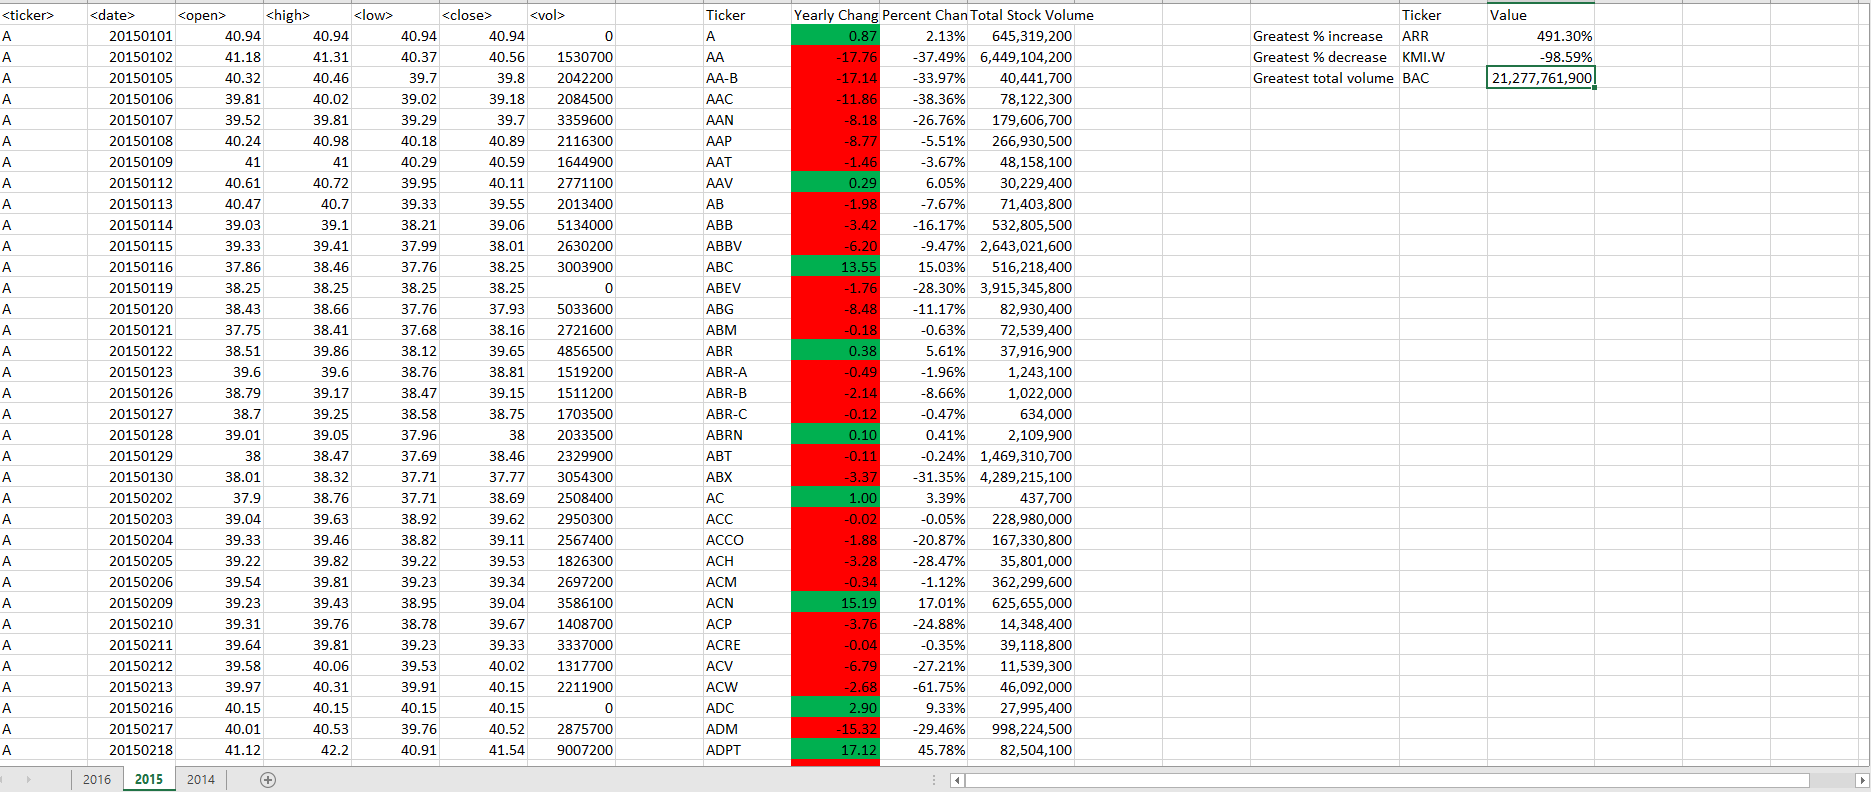 <ticker> <date> <open> <high> <low> <close> <vol> Ticker Yearly Chang Percent Chan Total Stock Volume Ticker Value
A 20150101 40.94 40.94 40.94 40.94 0 A 0.87 2.13% 645,319,200 Greatest % increase ARR 491.30%
A 20150102 41.18 41.31 40.37 40.56 1530700 AA -17.76 -37.49% 6,449,104,200 Greatest % decrease KMI.W -98.59%
A 20150105 40.32 40.46 39.7 39.8 2042200 AA-B -17.14 -33.97% 40,441,700 Greatest total volume BAC 21,277,761,900
A 20150106 39.81 40.02 39.02 39.18 2084500 AAC -11.86 -38.36% 78,122,300
A 20150107 39.52 39.81 39.29 39.7 3359600 AAN -8.18 -26.76% 179,606,700
A 20150108 40.24 40.98 40.18 40.89 2116300 AAP -8.77 -5.51% 266,930,500
A 20150109 41 41 40.29 40.59 1644900 AAT -1.46 -3.67% 48,158,100
A 20150112 40.61 40.72 39.95 40.11 2771100 AAV 0.29 6.05% 30,229,400
A 20150113 40.47 40.7 39.33 39.55 2013400 AB -1.98 -7.67% 71,403,800
A 20150114 39.03 39.1 38.21 39.06 5134000 ABB -3.42 -16.17% 532,805,500
A 20150115 39.33 39.41 37.99 38.01 2630200 ABBV -6.20 -9.47% 2,643,021,600
A 20150116 37.86 38.46 37.76 38.25 3003900 ABC 13.55 15.03% 516,218,400
A 20150119 38.25 38.25 38.25 38.25 0 ABEV -1.76 -28.30% 3,915,345,800
A 20150120 38.43 38.66 37.76 37.93 5033600 ABG -8.48 -11.17% 82,930,400
A 20150121 37.75 38.41 37.68 38.16 2721600 ABM -0.18 -0.63% 72,539,400
A 20150122 38.51 39.86 38.12 39.65 4856500 ABR 0.38 5.61% 37,916,900
A 20150123 39.6 39.6 38.76 38.81 1519200 ABR-A -0.49 -1.96% 1,243,100
A 20150126 38.79 39.17 38.47 39.15 1511200 ABR-B -2.14 -8.66% 1,022,000
A 20150127 38.7 39.25 38.58 38.75 1703500 ABR-C -0.12 -0.47% 634,000
A 20150128 39.01 39.05 37.96 38 2033500 ABRN 0.10 0.41% 2,109,900
A 20150129 38 38.47 37.69 38.46 2329900 ABT -0.11 -0.24% 1,469,310,700
A 20150130 38.01 38.32 37.71 37.77 3054300 ABX -3.37 -31.35% 4,289,215,100
A 20150202 37.9 38.76 37.71 38.69 2508400 AC 1.00 3.39% 437,700
A 20150203 39.04 39.63 38.92 39.62 2950300 ACC -0.02 -0.05% 228,980,000
A 20150204 39.33 39.46 38.82 39.11 2567400 ACCO -1.88 -20.87% 167,330,800
A 20150205 39.22 39.82 39.22 39.53 1826300 ACH -3.28 -28.47% 35,801,000
A 20150206 39.54 39.81 39.23 39.34 2697200 ACM -0.34 -1.12% 362,299,600
A 20150209 39.23 39.43 38.95 39.04 3586100 ACN 15.19 17.01% 625,655,000
A 20150210 39.31 39.76 38.78 39.67 1408700 ACP -3.76 -24.88% 14,348,400
A 20150211 39.64 39.81 39.23 39.33 3337000 ACRE -0.04 -0.35% 39,118,800
A 20150212 39.58 40.06 39.53 40.02 1317700 ACV -6.79 -27.21% 11,539,300
A 20150213 39.97 40.31 39.91 40.15 2211900 ACW -2.68 -61.75% 46,092,000
A 20150216 40.15 40.15 40.15 40.15 0 ADC 2.90 9.33% 27,995,400
A 20150217 40.01 40.53 39.76 40.52 2875700 ADM -15.32 -29.46% 998,224,500
A 20150218 41.12 42.2 40.91 41.54 9007200 ADPT 17.12 45.78% 82,504,100
2016 2015 2014